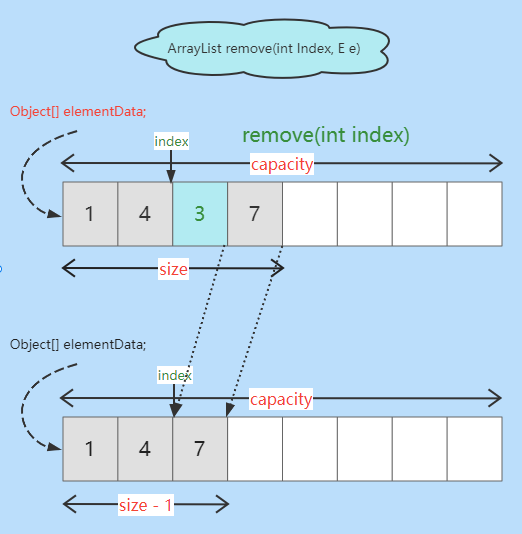 ArrayList remove(int Index, E e)
Object[] elementData;
index
remove(int index)
capacity
1 4 3 7
size
Object[] elementData;
index
capacity
1 4 7
size - 1